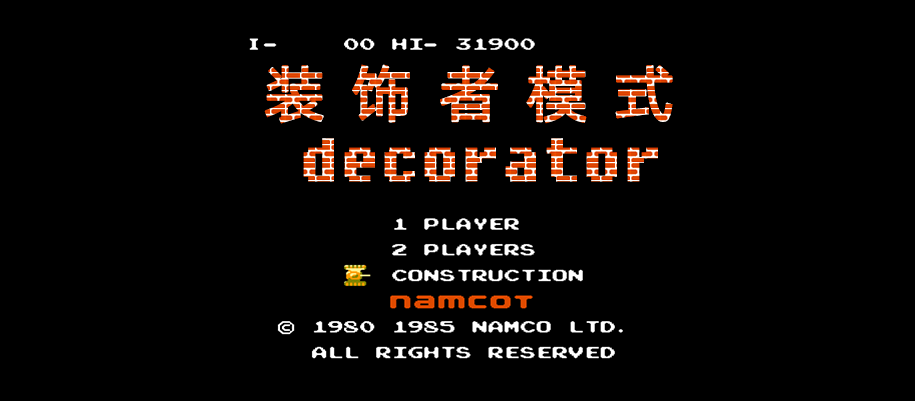 I-    00 HI- 31900
装饰者模式
decorator
1 PLAYER
2 PLAYERS
CONSTRUCTION
namcot
© 1980 1985 NAMCO LTD.
ALL RIGHTS RESERVED